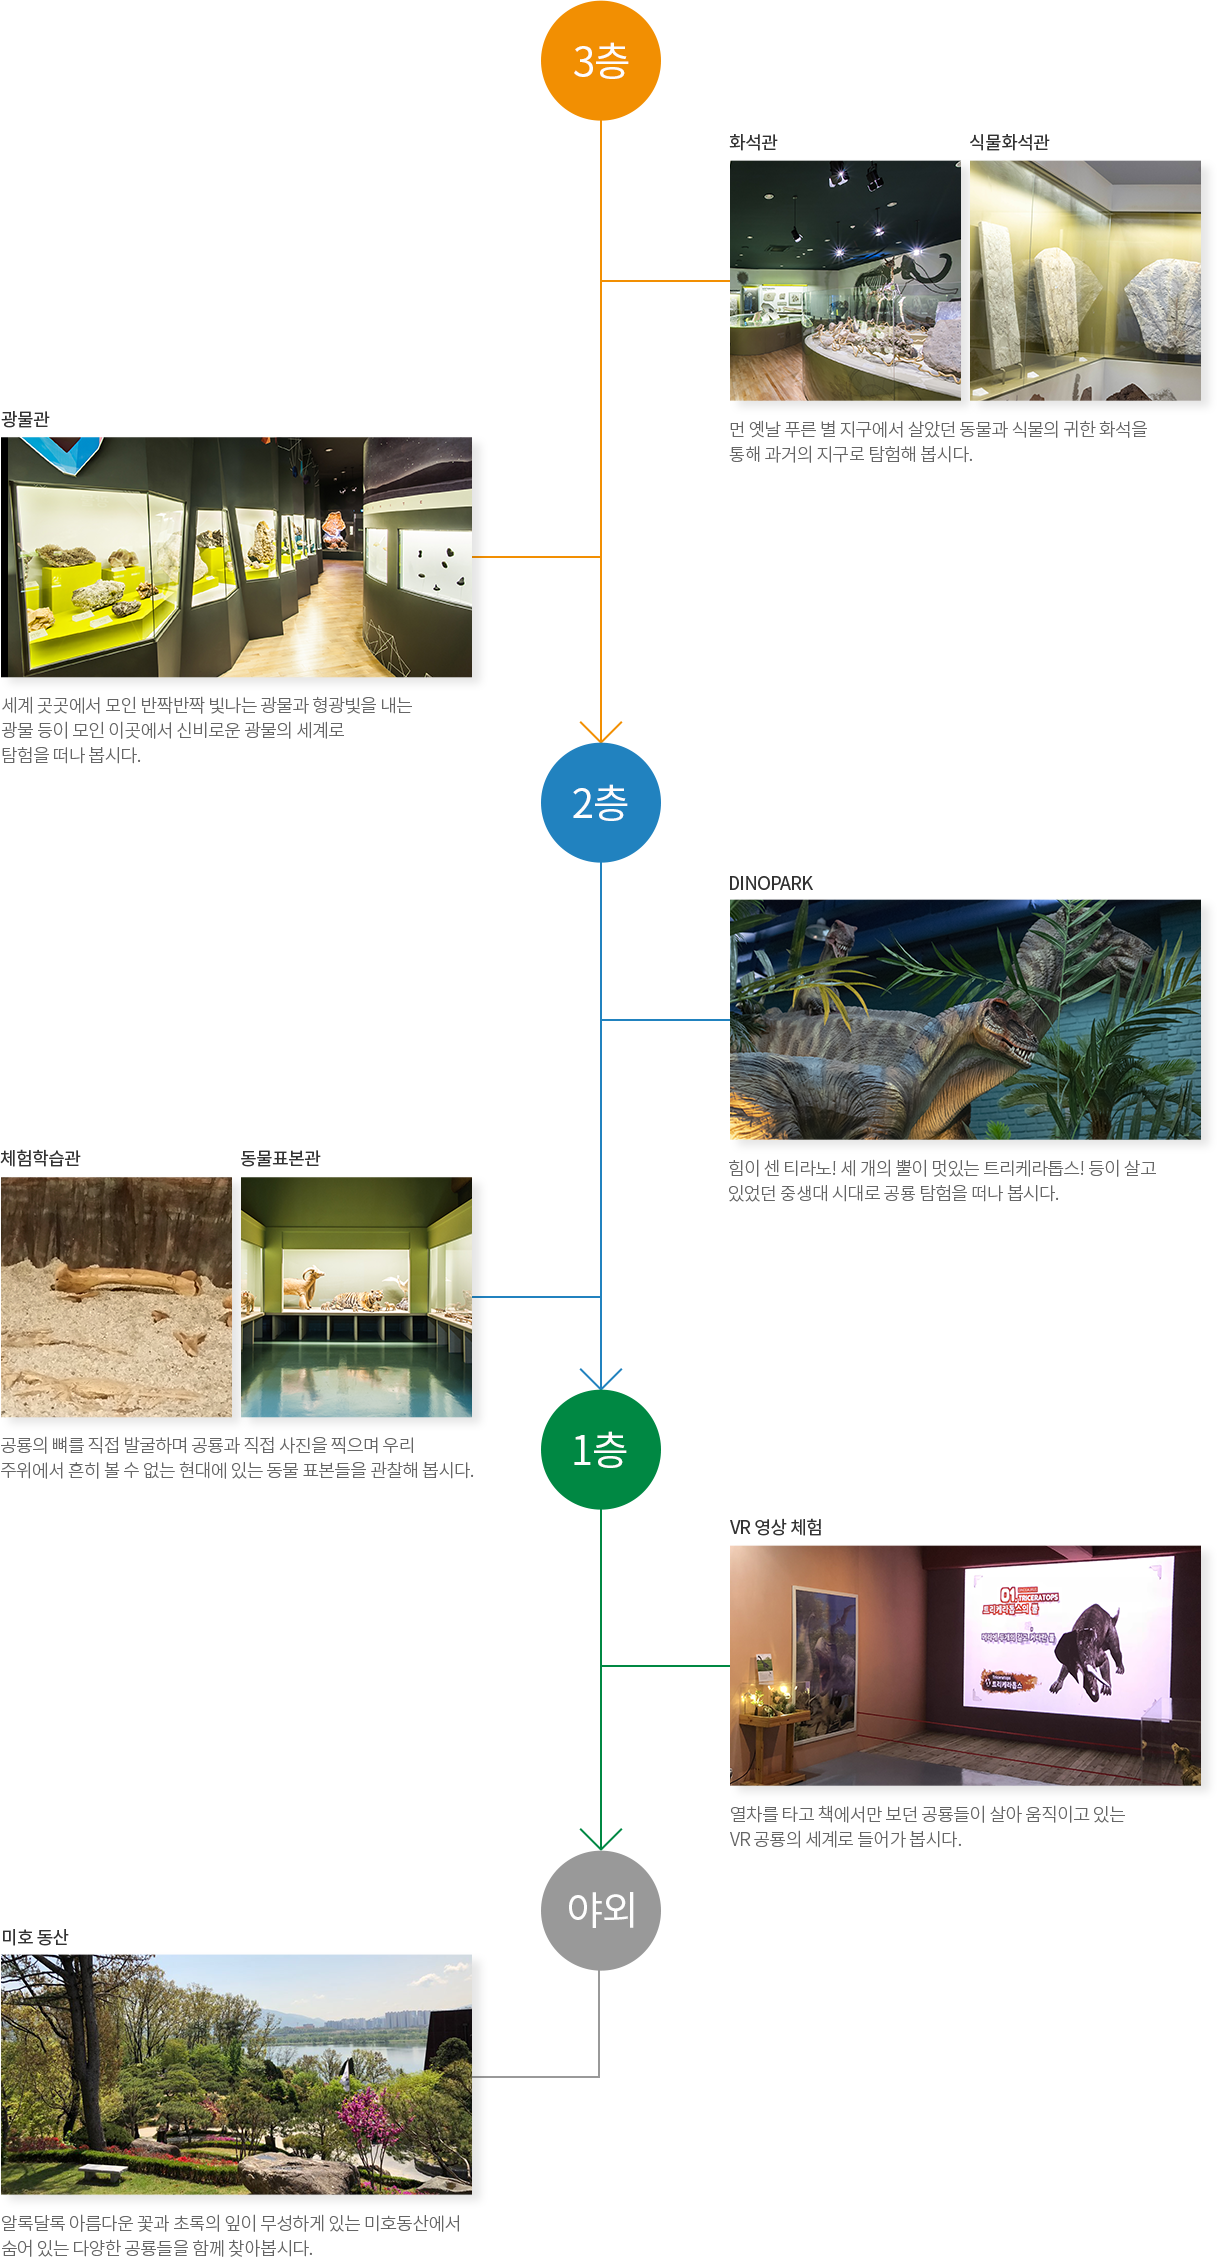 3층
화석관
식물화석관
먼 옛날 푸른 별 지구에서 살았던 동물과 식물의 귀한 화석을
통해 과거의 지구로 탐험해 봅시다.
광물관
세계 곳곳에서 모인 반짝반짝 빛나는 광물과 형광빛을 내는
광물 등이 모인 이곳에서 신비로운 광물의 세계로
탐험을 떠나 봅시다.
2층
DINOPARK
힘이 센 티라노! 세 개의 뿔이 멋있는 트리케라톱스! 등이 살고
있었던 중생대 시대로 공룡 탐험을 떠나 봅시다.
체험학습관
동물표본관
공룡의 뼈를 직접 발굴하며 공룡과 직접 사진을 찍으며 우리
주위에서 흔히 볼 수 없는 현대에 있는 동물 표본들을 관찰해 봅시다.
1층
VR 영상 체험
01.
TRICERATOPS
트리케라톱스의 뿔
트리케라톱스
열차를 타고 책에서만 보던 공룡들이 살아 움직이고 있는
VR 공룡의 세계로 들어가 봅시다.
야외
미호 동산
알록달록 아름다운 꽃과 초록의 잎이 무성하게 있는 미호동산에서
숨어 있는 다양한 공룡들을 함께 찾아봅시다.